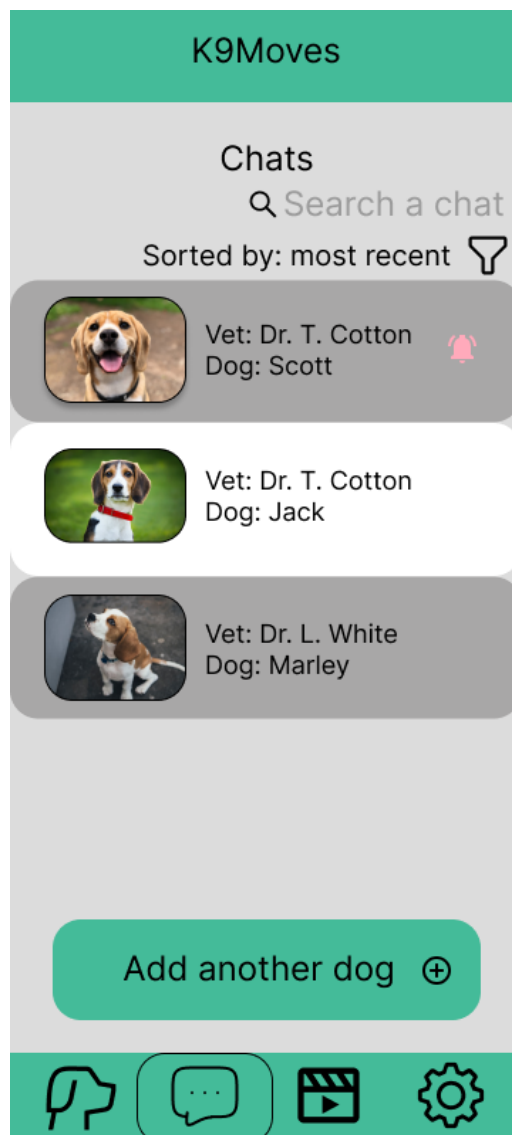 K9Moves
Chats
Search a chat
Sorted by: most recent
Vet: Dr. T. Cotton
Dog: Scott
Vet: Dr. T. Cotton
Dog: Jack
Vet: Dr. L. White
Dog: Marley
Add another dog